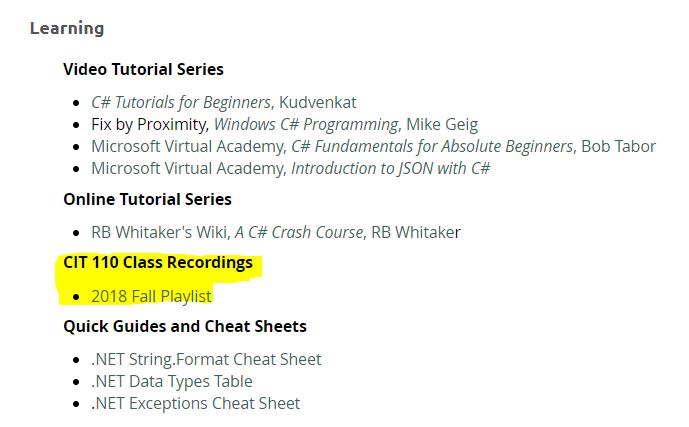 Learning
Video Tutorial Series
C# Tutorials for Beginners, Kudvenkat
Fix by Proximity, Windows C# Programming, Mike Geig
Microsoft Virtual Academy, C# Fundamentals for Absolute Beginners, Bob Tabor
Microsoft Virtual Academy, Introduction to JSON with C#
Online Tutorial Series
RB Whitaker's Wiki, A C# Crash Course, RB Whitaker
CIT 110 Class Recordings
2018 Fall Playlist
Quick Guides and Cheat Sheets
.NET String.Format Cheat Sheet
.NET Data Types Table
.NET Exceptions Cheat Sheet